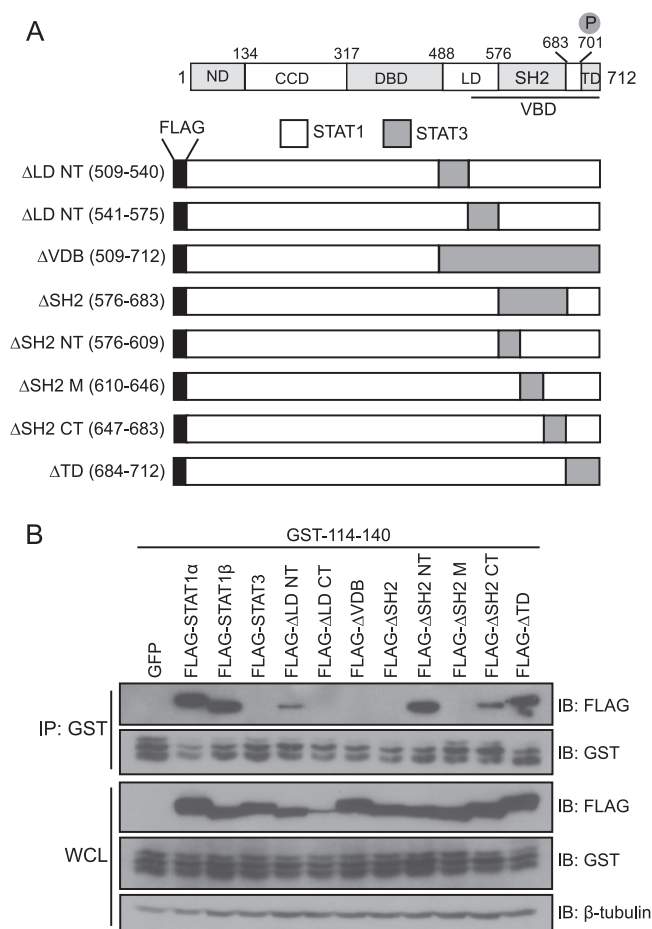 A
P
134 317 488 576 683 701
1 ND CCD DBD LD SH2 TD 712
VBD
FLAG
STAT1 STAT3
ΔLD NT (509-540)
ΔLD NT (541-575)
ΔVDB (509-712)
ΔSH2 (576-683)
ΔSH2 NT (576-609)
ΔSH2 M (610-646)
ΔSH2 CT (647-683)
ΔTD (684-712)
B
GST-114-140
GFP
FLAG-STAT1α
FLAG-STAT1β
FLAG-STAT3
FLAG-ΔLD NT
FLAG-ΔLD CT
FLAG-ΔVDB
FLAG-ΔSH2
FLAG-ΔSH2 NT
FLAG-ΔSH2 M
FLAG-ΔSH2 CT
FLAG-ΔTD
IP: GST
IB: FLAG
IB: GST
WCL
IB: FLAG
IB: GST
IB: β-tubulin